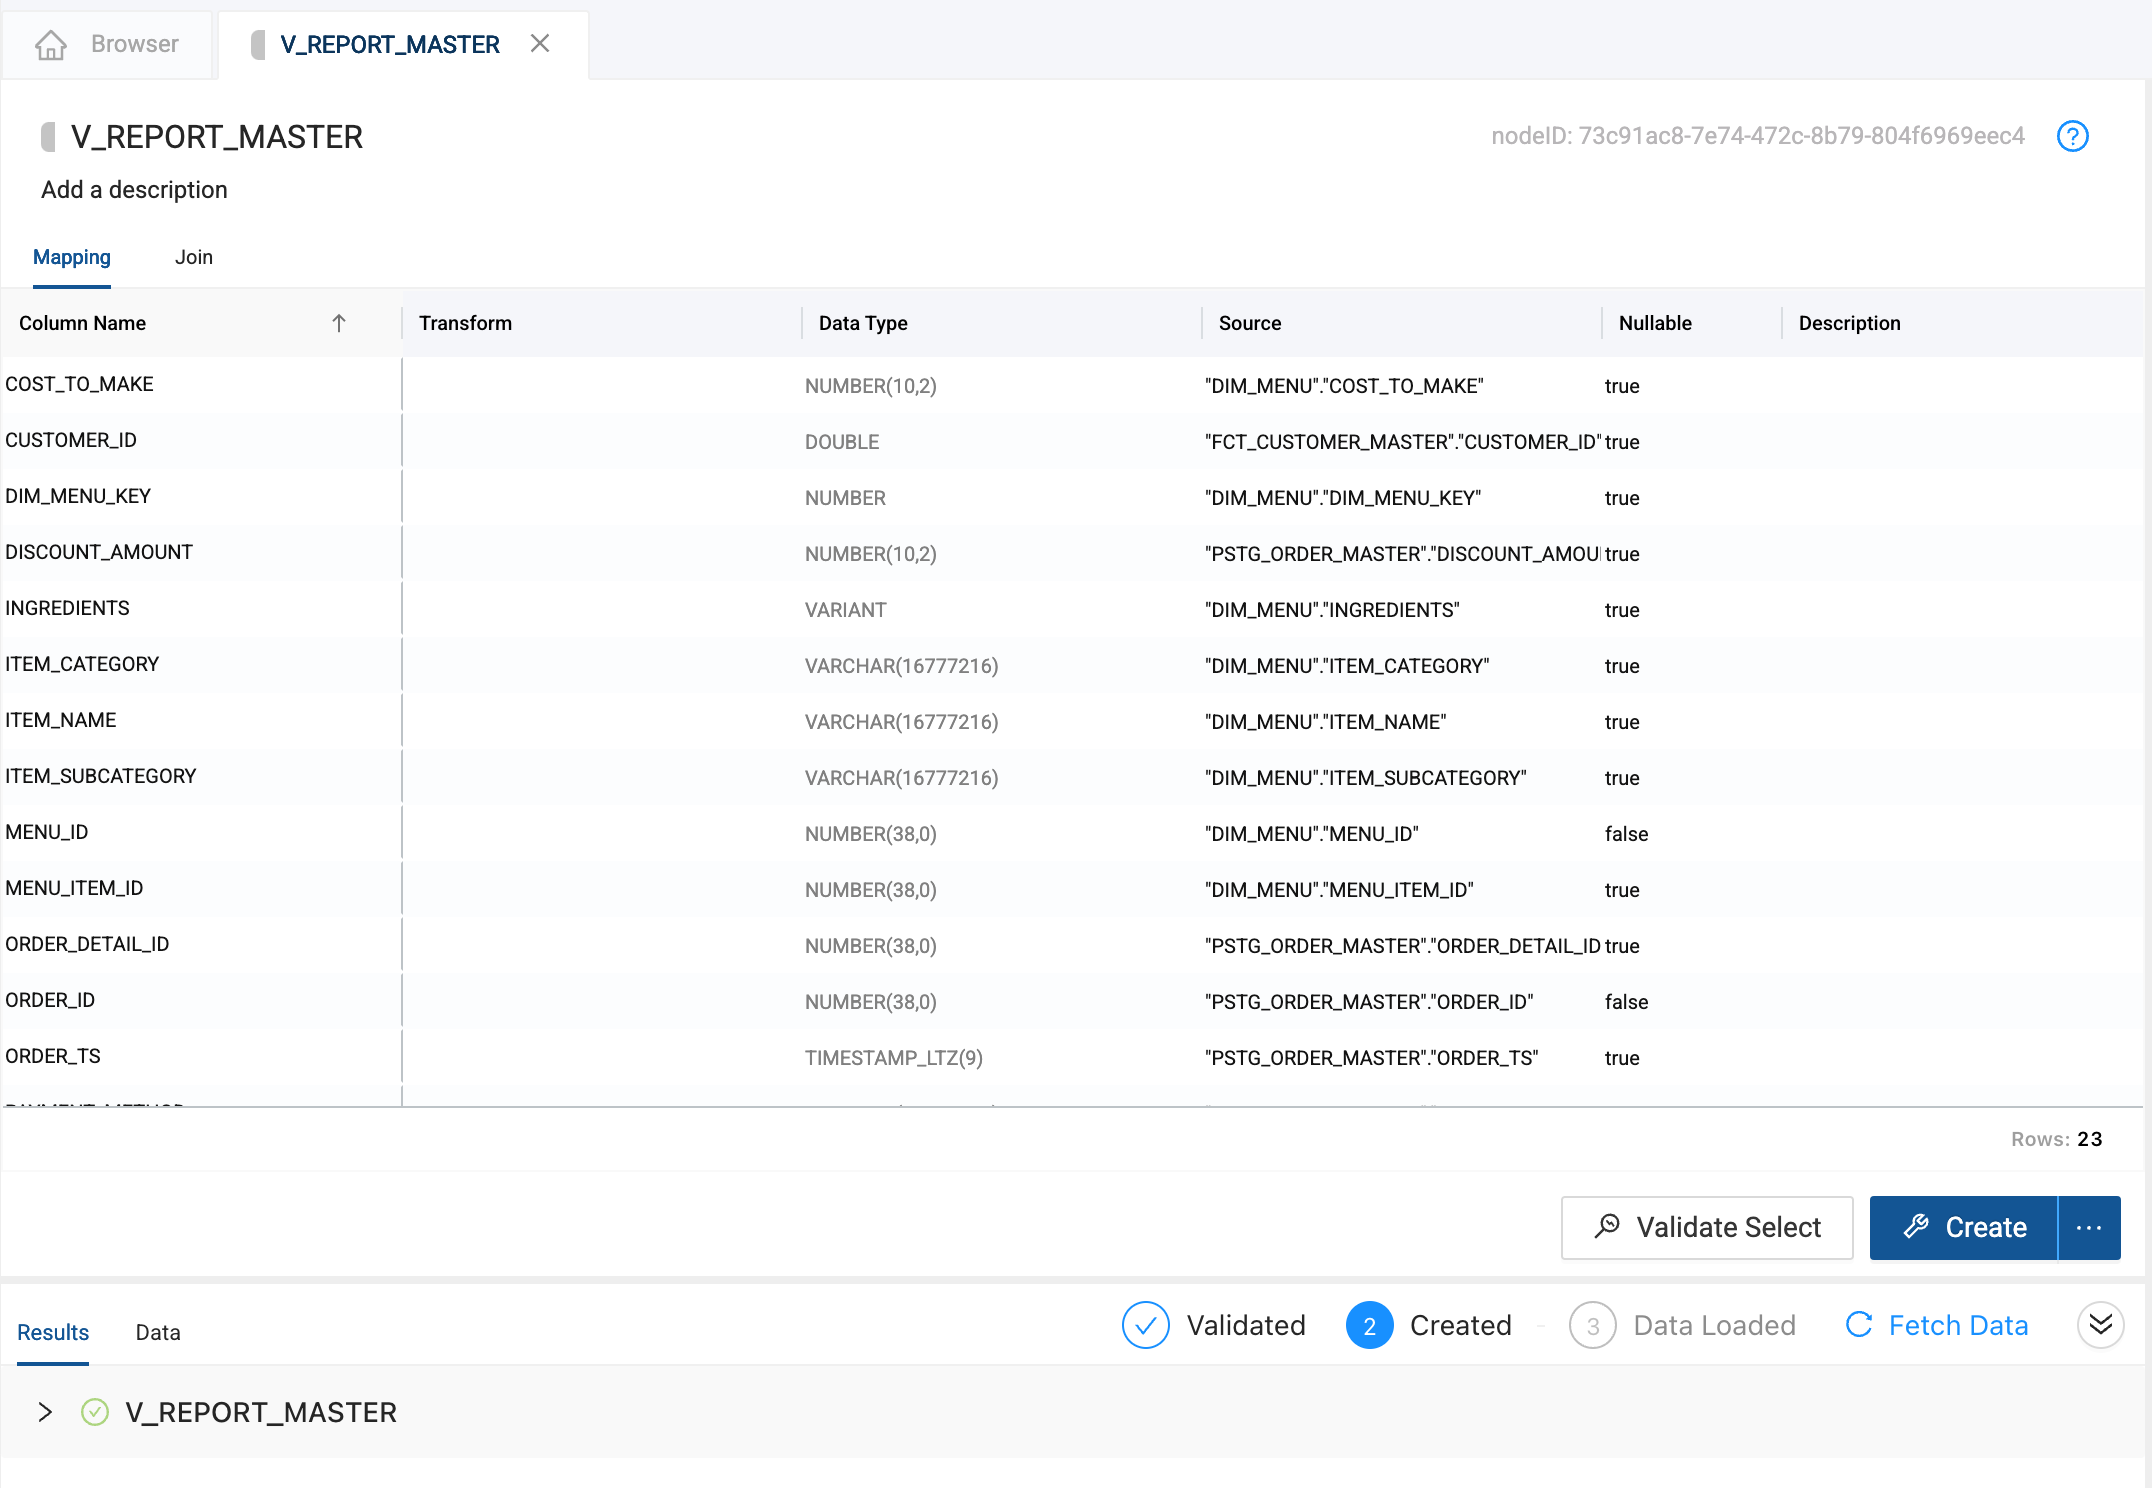 Browser
V_REPORT_MASTER
V_REPORT_MASTER
nodeID: 73c91ac8-7e74-472c-8b79-804f6969eec4
Add a description
Mapping Join
Column Name Transform Data Type Source Nullable Description
COST_TO_MAKE NUMBER(10,2) "DIM_MENU"."COST_TO_MAKE" true
CUSTOMER_ID DOUBLE "FCT_CUSTOMER_MASTER"."CUSTOMER_ID" true
DIM_MENU_KEY NUMBER "DIM_MENU"."DIM_MENU_KEY" true
DISCOUNT_AMOUNT NUMBER(10,2) "PSTG_ORDER_MASTER"."DISCOUNT_AMOU true
INGREDIENTS VARIANT "DIM_MENU"."INGREDIENTS" true
ITEM_CATEGORY VARCHAR(16777216) "DIM_MENU"."ITEM_CATEGORY" true
ITEM_NAME VARCHAR(16777216) "DIM_MENU"."ITEM_NAME" true
ITEM_SUBCATEGORY VARCHAR(16777216) "DIM_MENU"."ITEM_SUBCATEGORY" true
MENU_ID NUMBER(38,0) "DIM_MENU"."MENU_ID" false
MENU_ITEM_ID NUMBER(38,0) "DIM_MENU"."MENU_ITEM_ID" true
ORDER_DETAIL_ID NUMBER(38,0) "PSTG_ORDER_MASTER"."ORDER_DETAIL_ID true
ORDER_ID NUMBER(38,0) "PSTG_ORDER_MASTER"."ORDER_ID" false
ORDER_TS TIMESTAMP_LTZ(9) "PSTG_ORDER_MASTER"."ORDER_TS" true
Rows: 23
Validate Select
Create
Results Data
Validated
2 Created
3 Data Loaded
Fetch Data
V_REPORT_MASTER